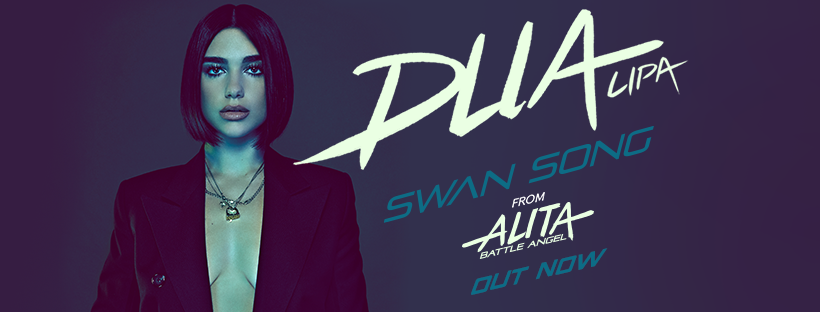 DUA
LIPA
SWAN SONG
FROM
ALITA
BATTLE ANGEL
OUT NOW